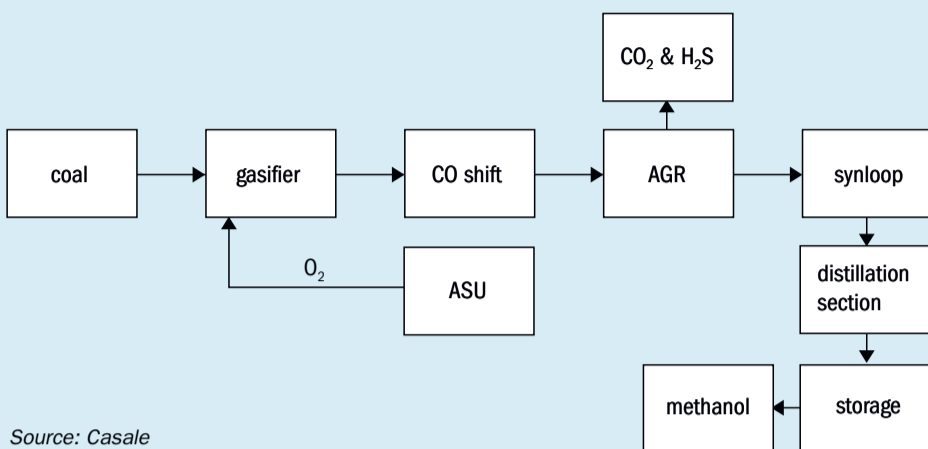 CO₂ & H₂S
coal
gasifier
CO shift
AGR
synloop
O₂
ASU
distillation
section
methanol
storage
Source: Casale